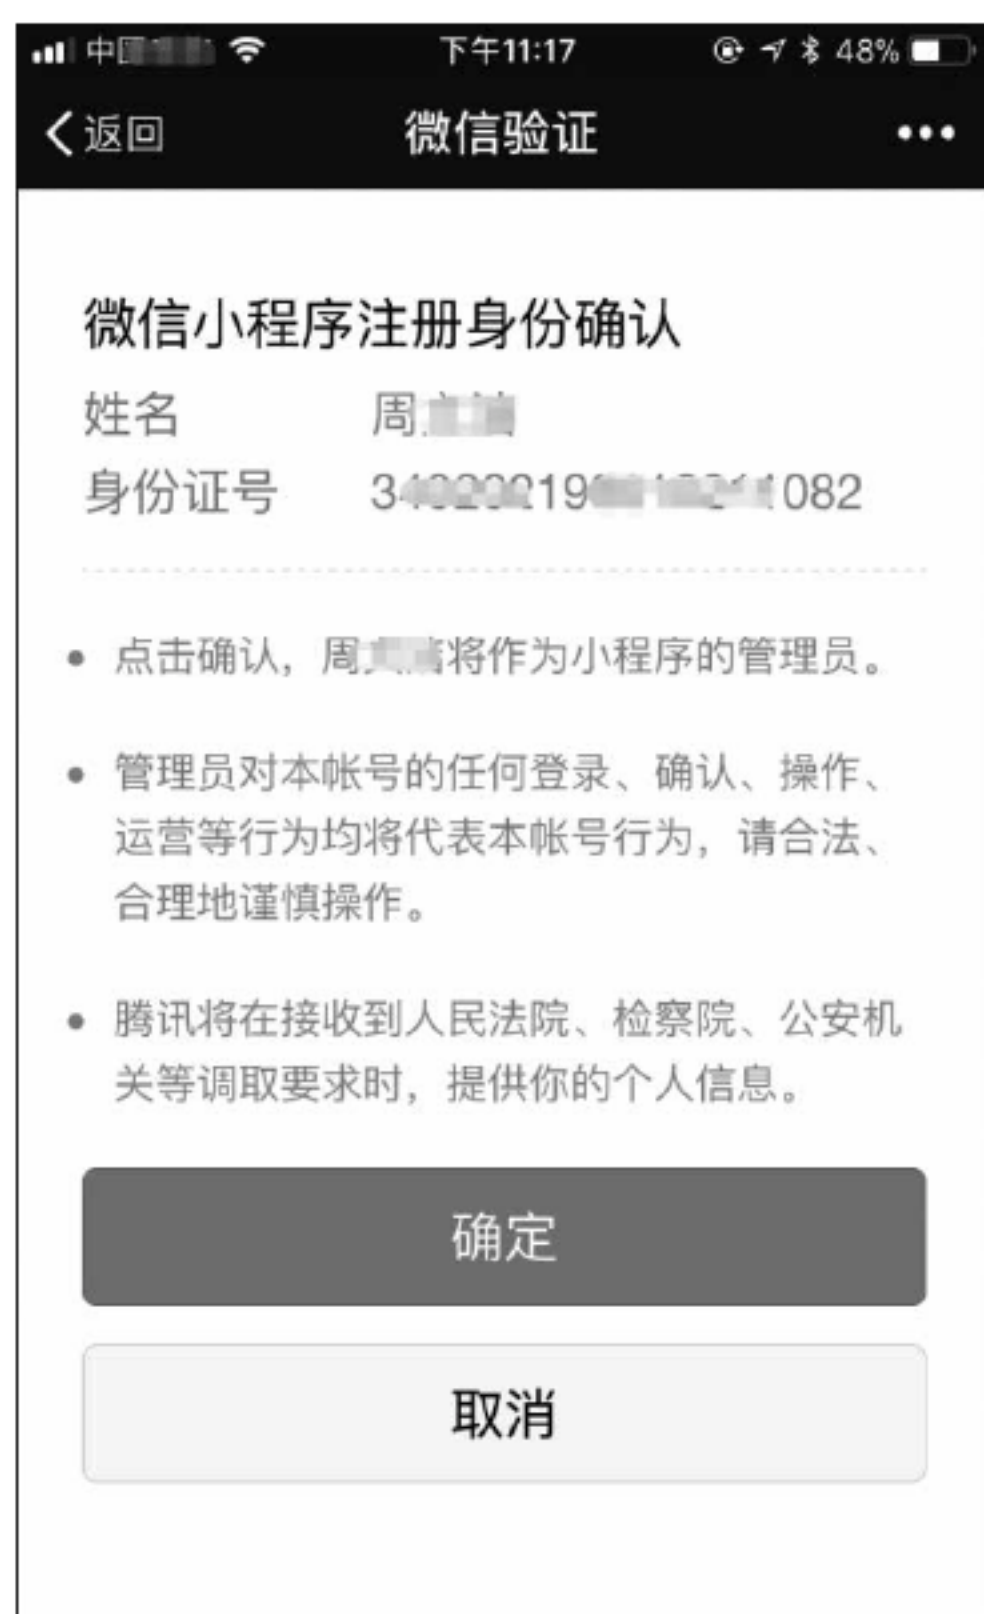 中国
下午11:17
48%
返回
微信验证
微信小程序注册身份确认
姓名
周
身份证号
3 19 082
点击确认，周 将作为小程序的管理员。
管理员对本帐号的任何登录、确认、操作、
运营等行为均将代表本帐号行为，请合法、
合理地谨慎操作。
腾讯将在接收到人民法院、检察院、公安机
关等调取要求时，提供你的个人信息。
确定
取消